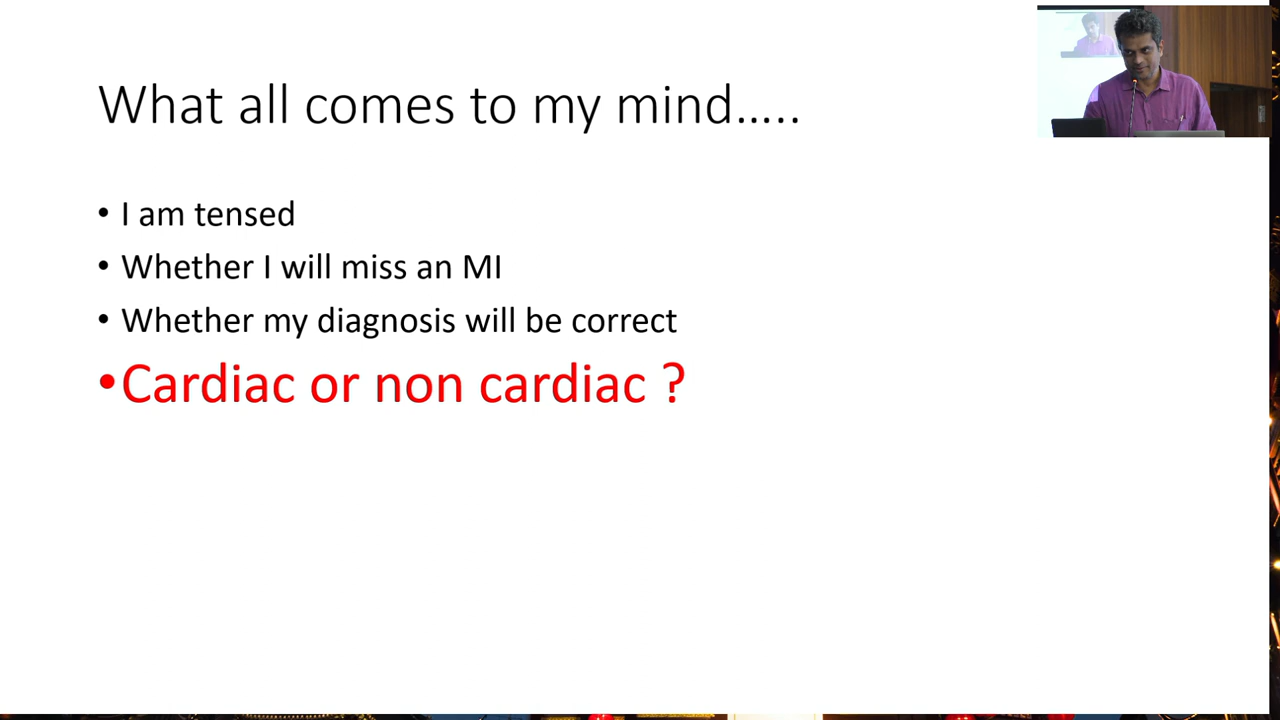 What all comes to my mind.....
• I am tensed
• Whether I will miss an MI
• Whether my diagnosis will be correct
• Cardiac or non cardiac ?